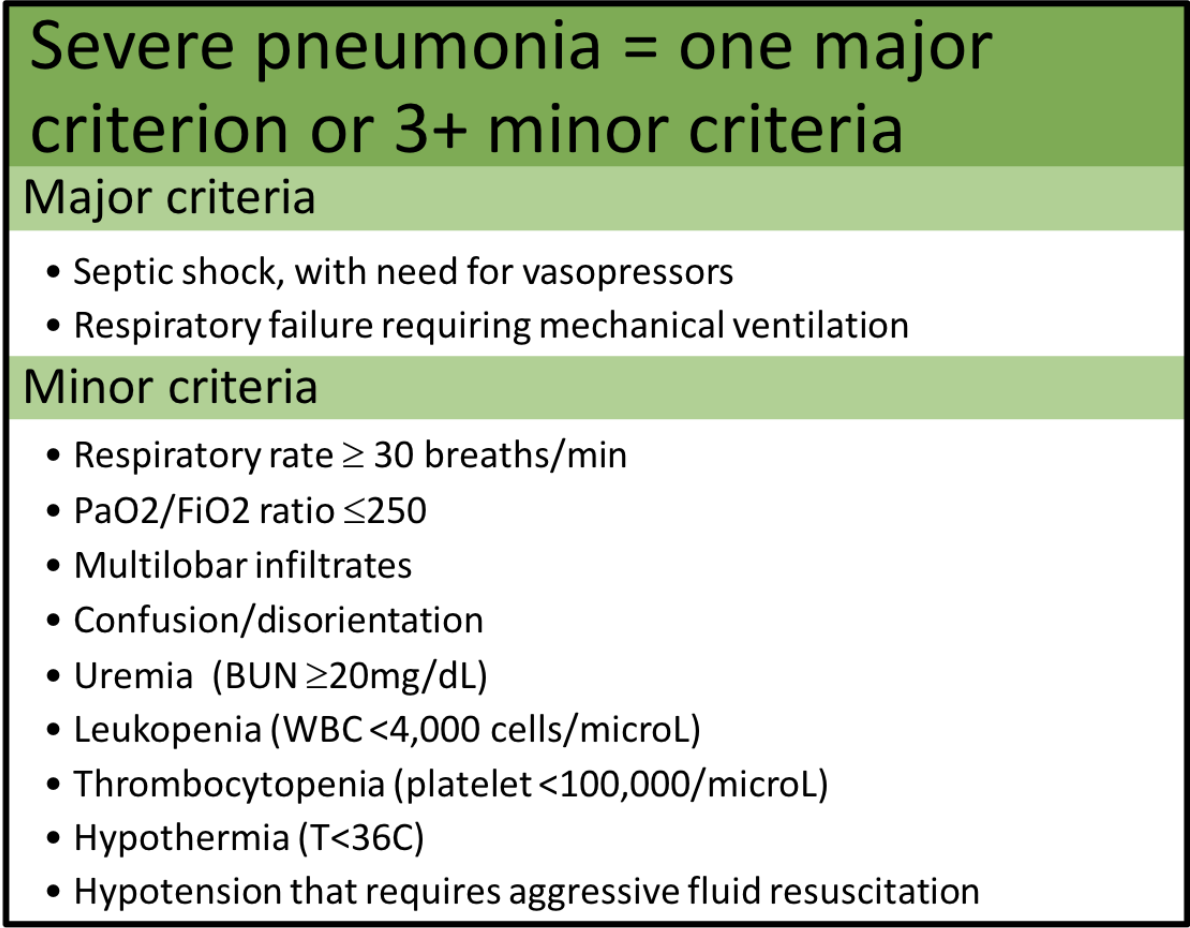 Severe pneumonia = one major
criterion or 3+ minor criteria
Major criteria
• Septic shock, with need for vasopressors
• Respiratory failure requiring mechanical ventilation
Minor criteria
• Respiratory rate ≥ 30 breaths/min
• PaO2/FiO2 ratio ≤250
• Multilobar infiltrates
• Confusion/disorientation
• Uremia (BUN ≥20mg/dL)
• Leukopenia (WBC <4,000 cells/microL)
• Thrombocytopenia (platelet <100,000/microL)
• Hypothermia (T<36C)
• Hypotension that requires aggressive fluid resuscitation